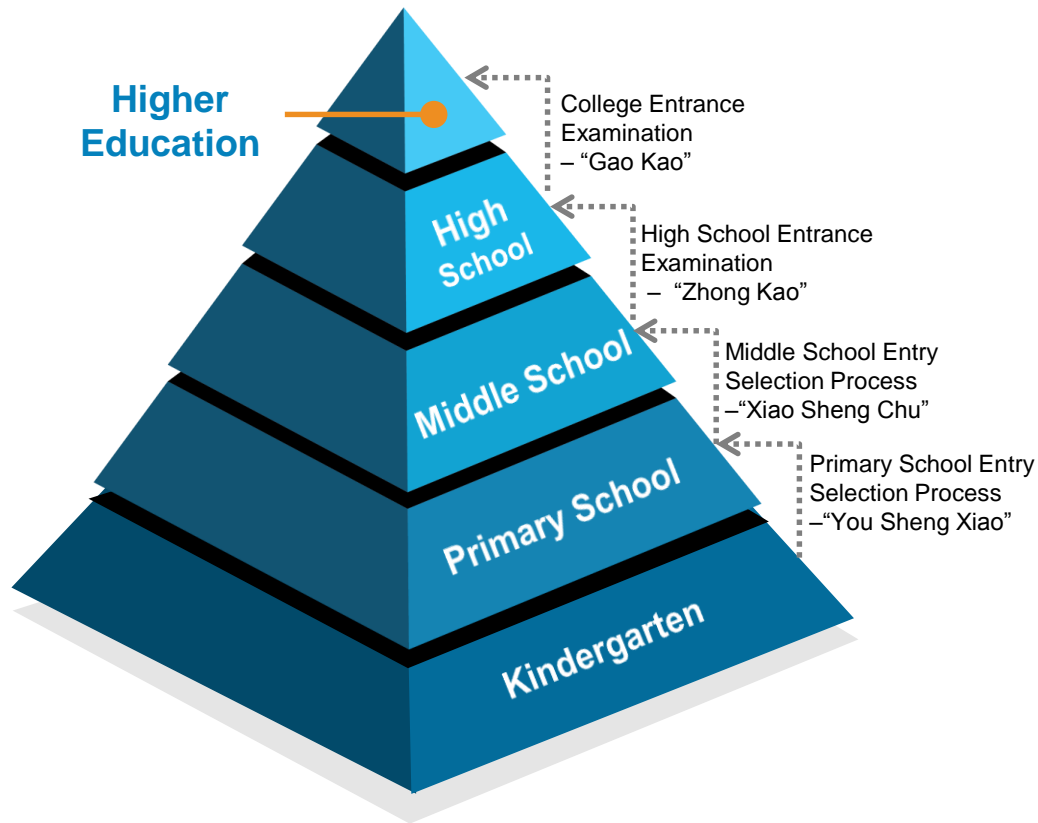 Higher
Education
College Entrance
Examination
– “Gao Kao”
High
School
High School Entrance
Examination
– “Zhong Kao”
Middle School
Middle School Entry
Selection Process
–“Xiao Sheng Chu”
Primary School
Primary School Entry
Selection Process
–“You Sheng Xiao”
Kindergarten